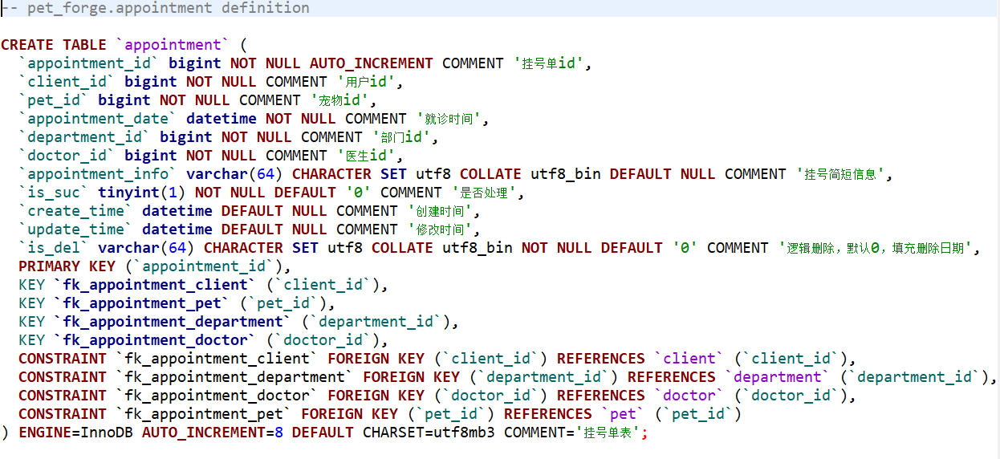 -- pet_forge.appointment definition
CREATE TABLE `appointment` (
  `appointment_id` bigint NOT NULL AUTO_INCREMENT COMMENT '挂号单id',
  `client_id` bigint NOT NULL COMMENT '用户id',
  `pet_id` bigint NOT NULL COMMENT '宠物id',
  `appointment_date` datetime NOT NULL COMMENT '就诊时间',
  `department_id` bigint NOT NULL COMMENT '部门id',
  `doctor_id` bigint NOT NULL COMMENT '医生id',
  `appointment_info` varchar(64) CHARACTER SET utf8 COLLATE utf8_bin DEFAULT NULL COMMENT '挂号简短信息',
  `is_suc` tinyint(1) NOT NULL DEFAULT '0' COMMENT '是否处理',
  `create_time` datetime DEFAULT NULL COMMENT '创建时间',
  `update_time` datetime DEFAULT NULL COMMENT '修改时间',
  `is_del` varchar(64) CHARACTER SET utf8 COLLATE utf8_bin NOT NULL DEFAULT '0' COMMENT '逻辑删除，默认0，填充删除日期',
  PRIMARY KEY (`appointment_id`),
  KEY `fk_appointment_client` (`client_id`),
  KEY `fk_appointment_pet` (`pet_id`),
  KEY `fk_appointment_department` (`department_id`),
  KEY `fk_appointment_doctor` (`doctor_id`),
  CONSTRAINT `fk_appointment_client` FOREIGN KEY (`client_id`) REFERENCES `client` (`client_id`),
  CONSTRAINT `fk_appointment_department` FOREIGN KEY (`department_id`) REFERENCES `department` (`department_id`),
  CONSTRAINT `fk_appointment_doctor` FOREIGN KEY (`doctor_id`) REFERENCES `doctor` (`doctor_id`),
  CONSTRAINT `fk_appointment_pet` FOREIGN KEY (`pet_id`) REFERENCES `pet` (`pet_id`)
) ENGINE=InnoDB AUTO_INCREMENT=8 DEFAULT CHARSET=utf8mb3 COMMENT='挂号单表';